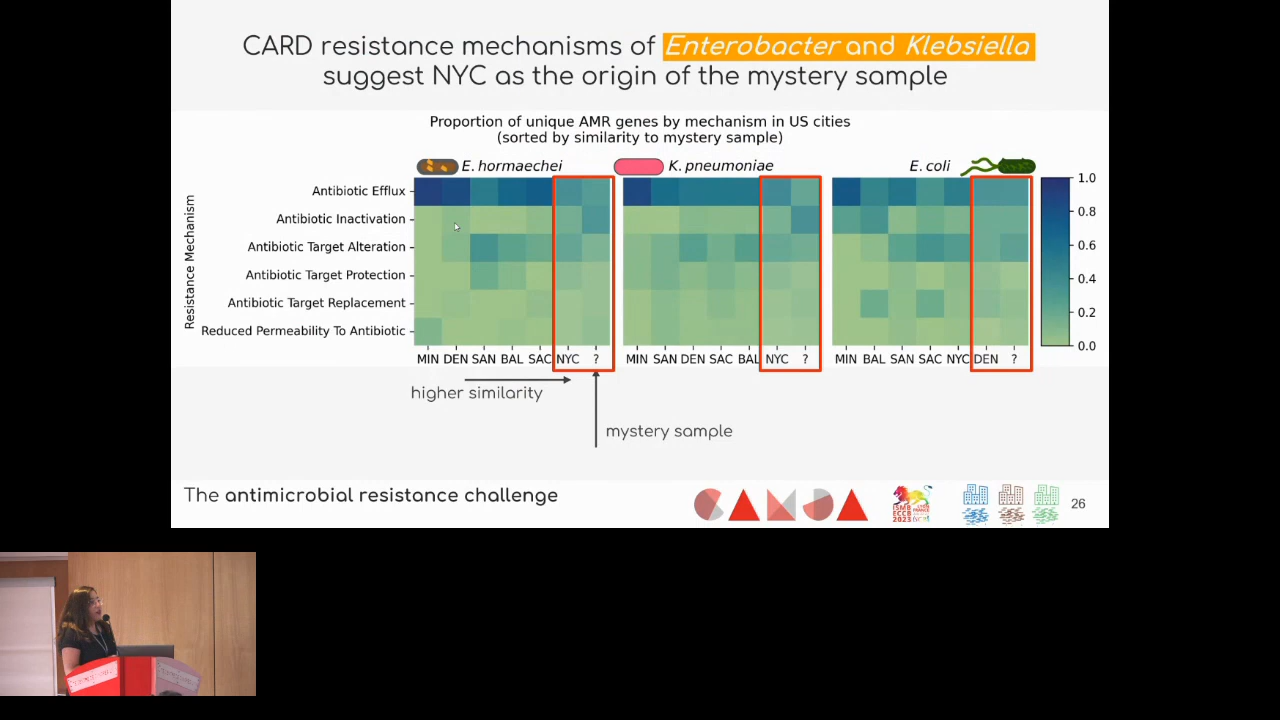 CARD resistance mechanisms of Enterobacter and Klebsiella
suggest NYC as the origin of the mystery sample
Proportion of unique AMR genes by mechanism in US cities
(sorted by similarity to mystery sample)
E. hormaechei
K. pneumoniae
E. coli
Resistance Mechanism
Antibiotic Efflux
Antibiotic Inactivation
Antibiotic Target Alteration
Antibiotic Target Protection
Antibiotic Target Replacement
Reduced Permeability To Antibiotic
1.0
0.8
0.6
0.4
0.2
0.0
MIN DEN SAN BAL SAC NYC ?
MIN SAN DEN SAC BAL NYC ?
MIN BAL SAN SAC NYC DEN ?
higher similarity
mystery sample
The antimicrobial resistance challenge
CAMDA
ISMB
ECCB
2023
26